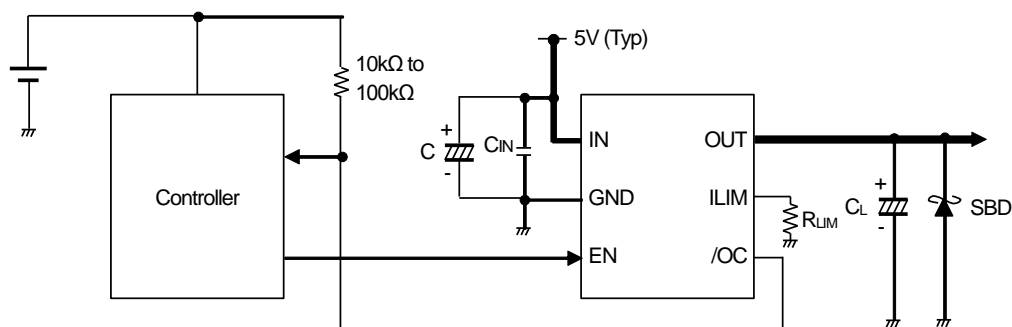 5V (Typ)
10kΩ to
100kΩ
+
C
-
CIN
IN
OUT
GND
ILIM
EN
/OC
RLIM
+
CL
-
SBD
Controller